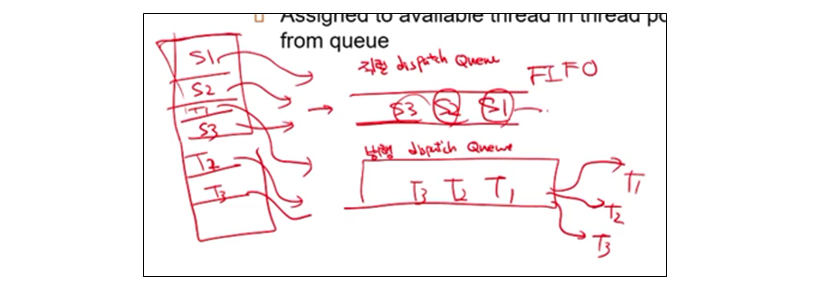 Assigned to available thread in thread po
from queue
S1
S2
T1
S3
T2
T3
직렬 dispatch Queue
FIFO
S3 S2 S1
병렬 dispatch Queue
T3 T2 T1
T1
T2
T3